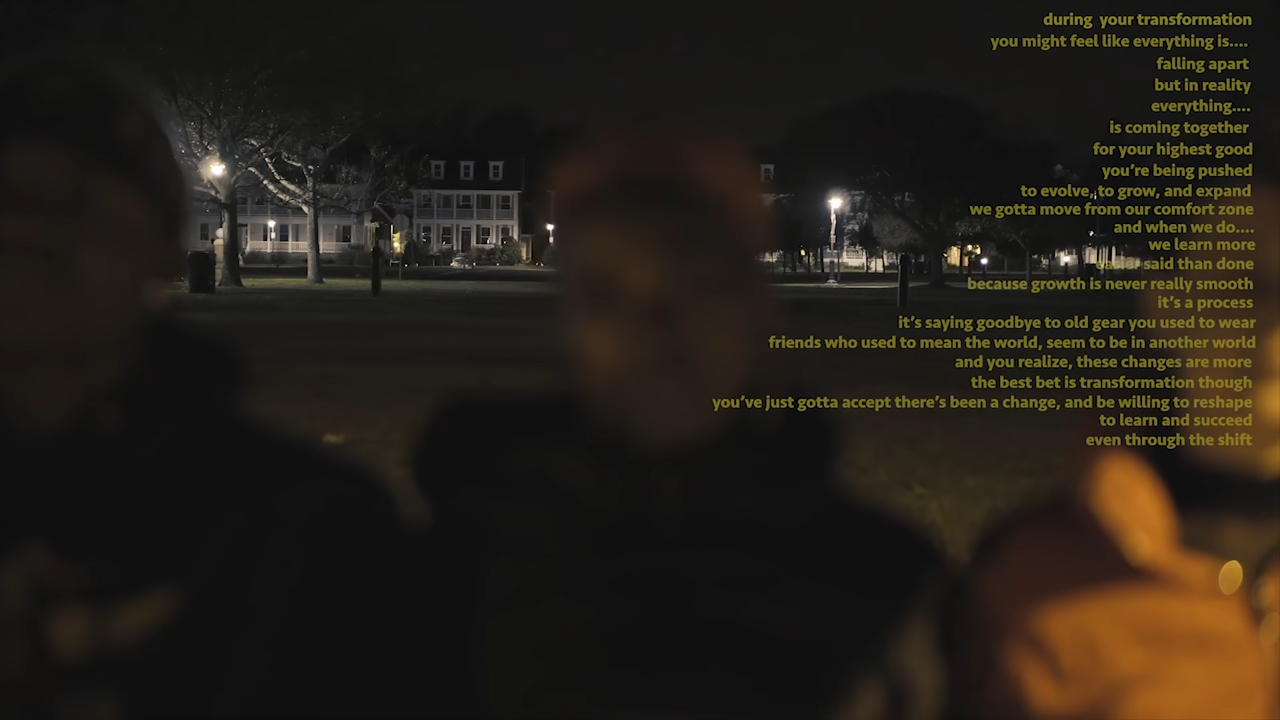 during your transformation
you might feel like everything is....
falling apart
but in reality
everything....
is coming together
for your highest good
you're being pushed
to evolve, to grow, and expand
we gotta move from our comfort zone
and when we do....
we learn more
easier said than done
because growth is never really smooth
it's a process
it's saying goodbye to old gear you used to wear
friends who used to mean the world, seem to be in another world
and you realize, these changes are more
the best bet is transformation though
you've just gotta accept there's been a change, and be willing to reshape
to learn and succeed
even through the shift